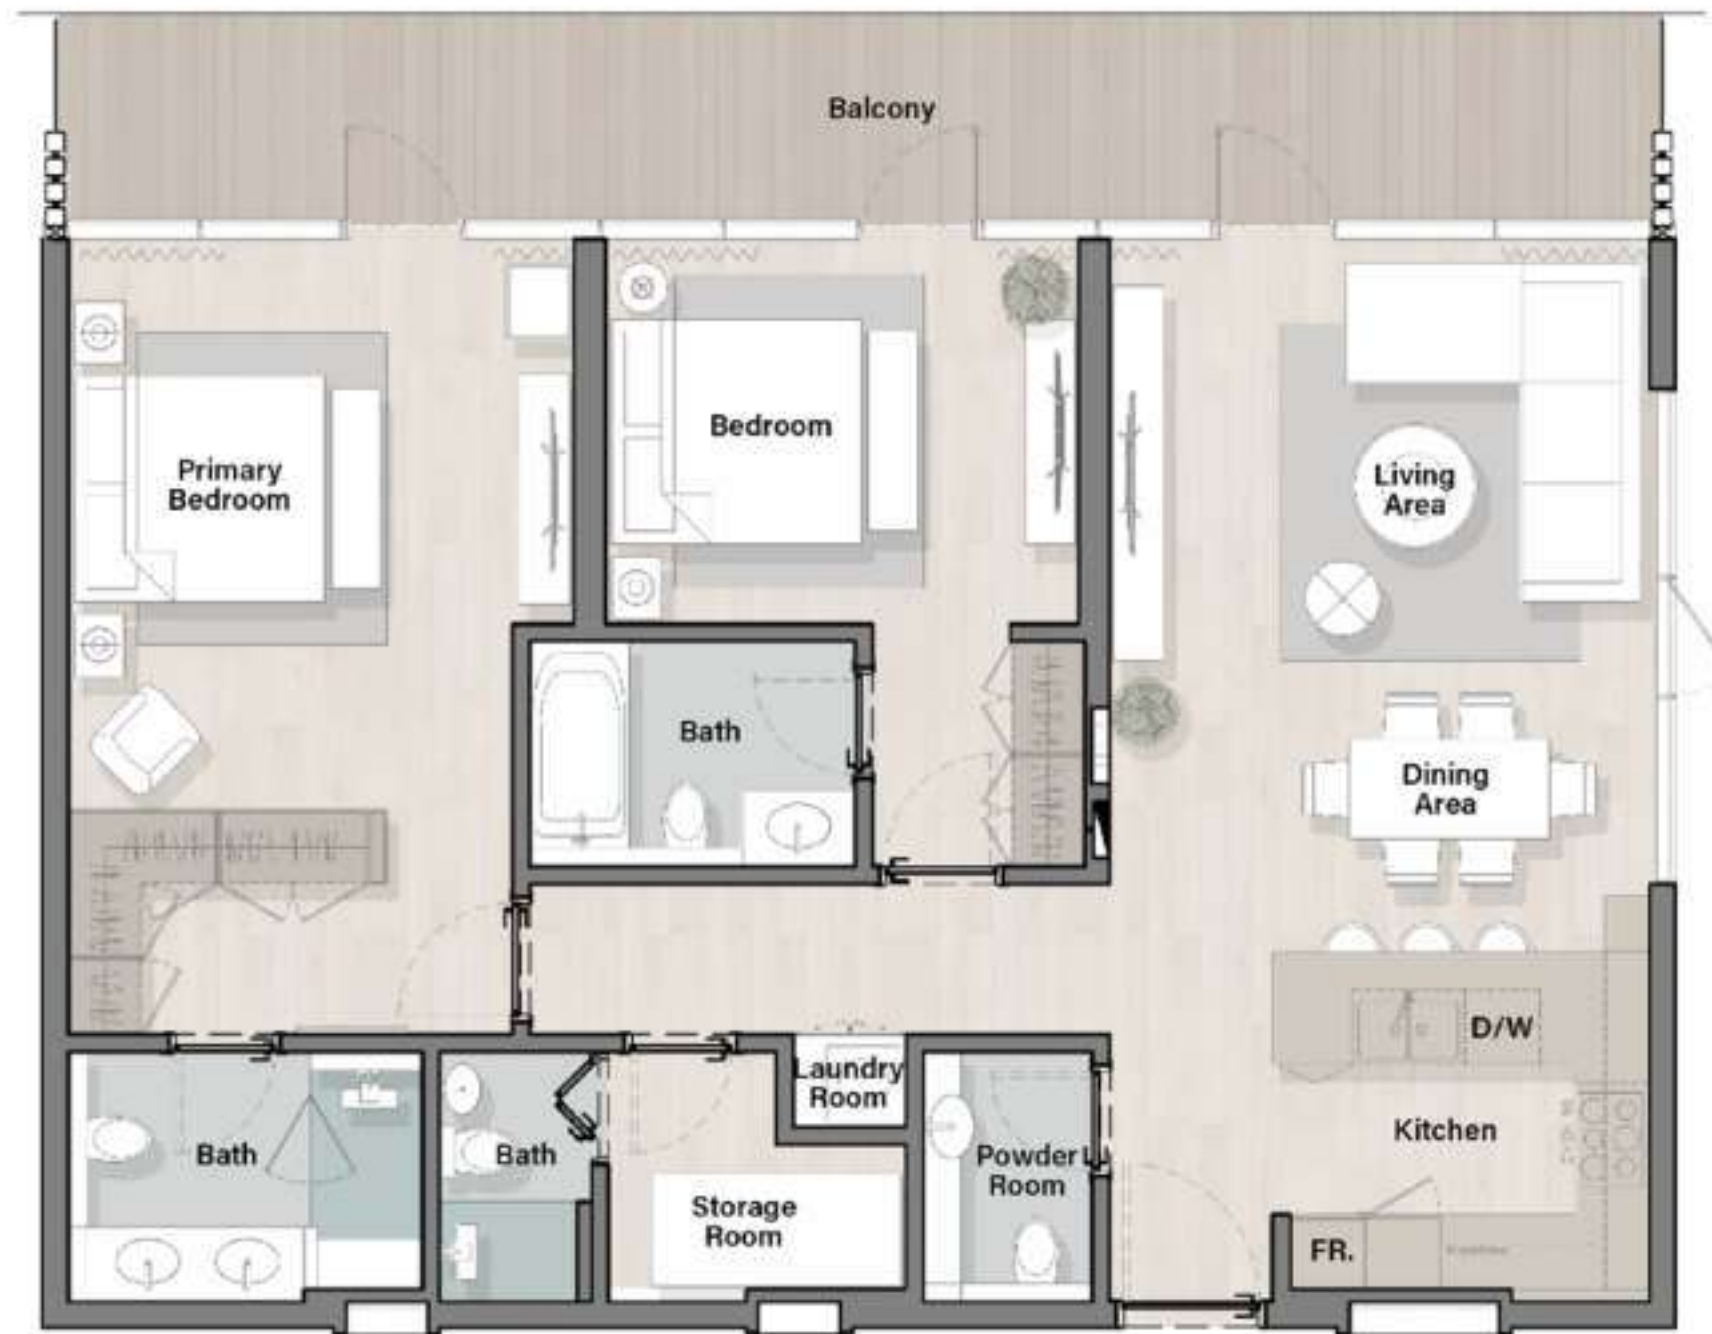 Balcony
Primary
Bedroom
Bedroom
Living
Area
Bath
Dining
Area
D/W
Laundry
Room
Kitchen
Bath
Bath
Powder
Room
Storage
Room
FR.